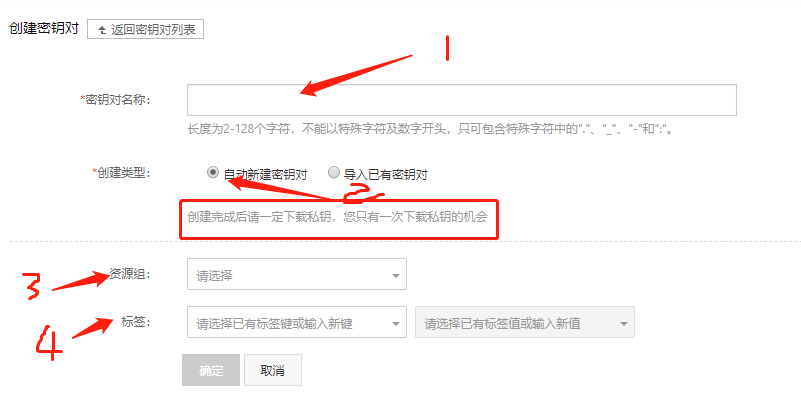 创建密钥对 返回密钥对列表
1
*密钥对名称：
长度为2-128个字符，不能以特殊字符及数字开头，只可包含特殊字符中的"."、"_"、"-"和":"。
*创建类型： 自动新建密钥对 导入已有密钥对
2
创建完成后请一定下载私钥，您只有一次下载私钥的机会
3 资源组： 请选择
4 标签： 请选择已有标签键或输入新键 请选择已有标签值或输入新值
确定 取消